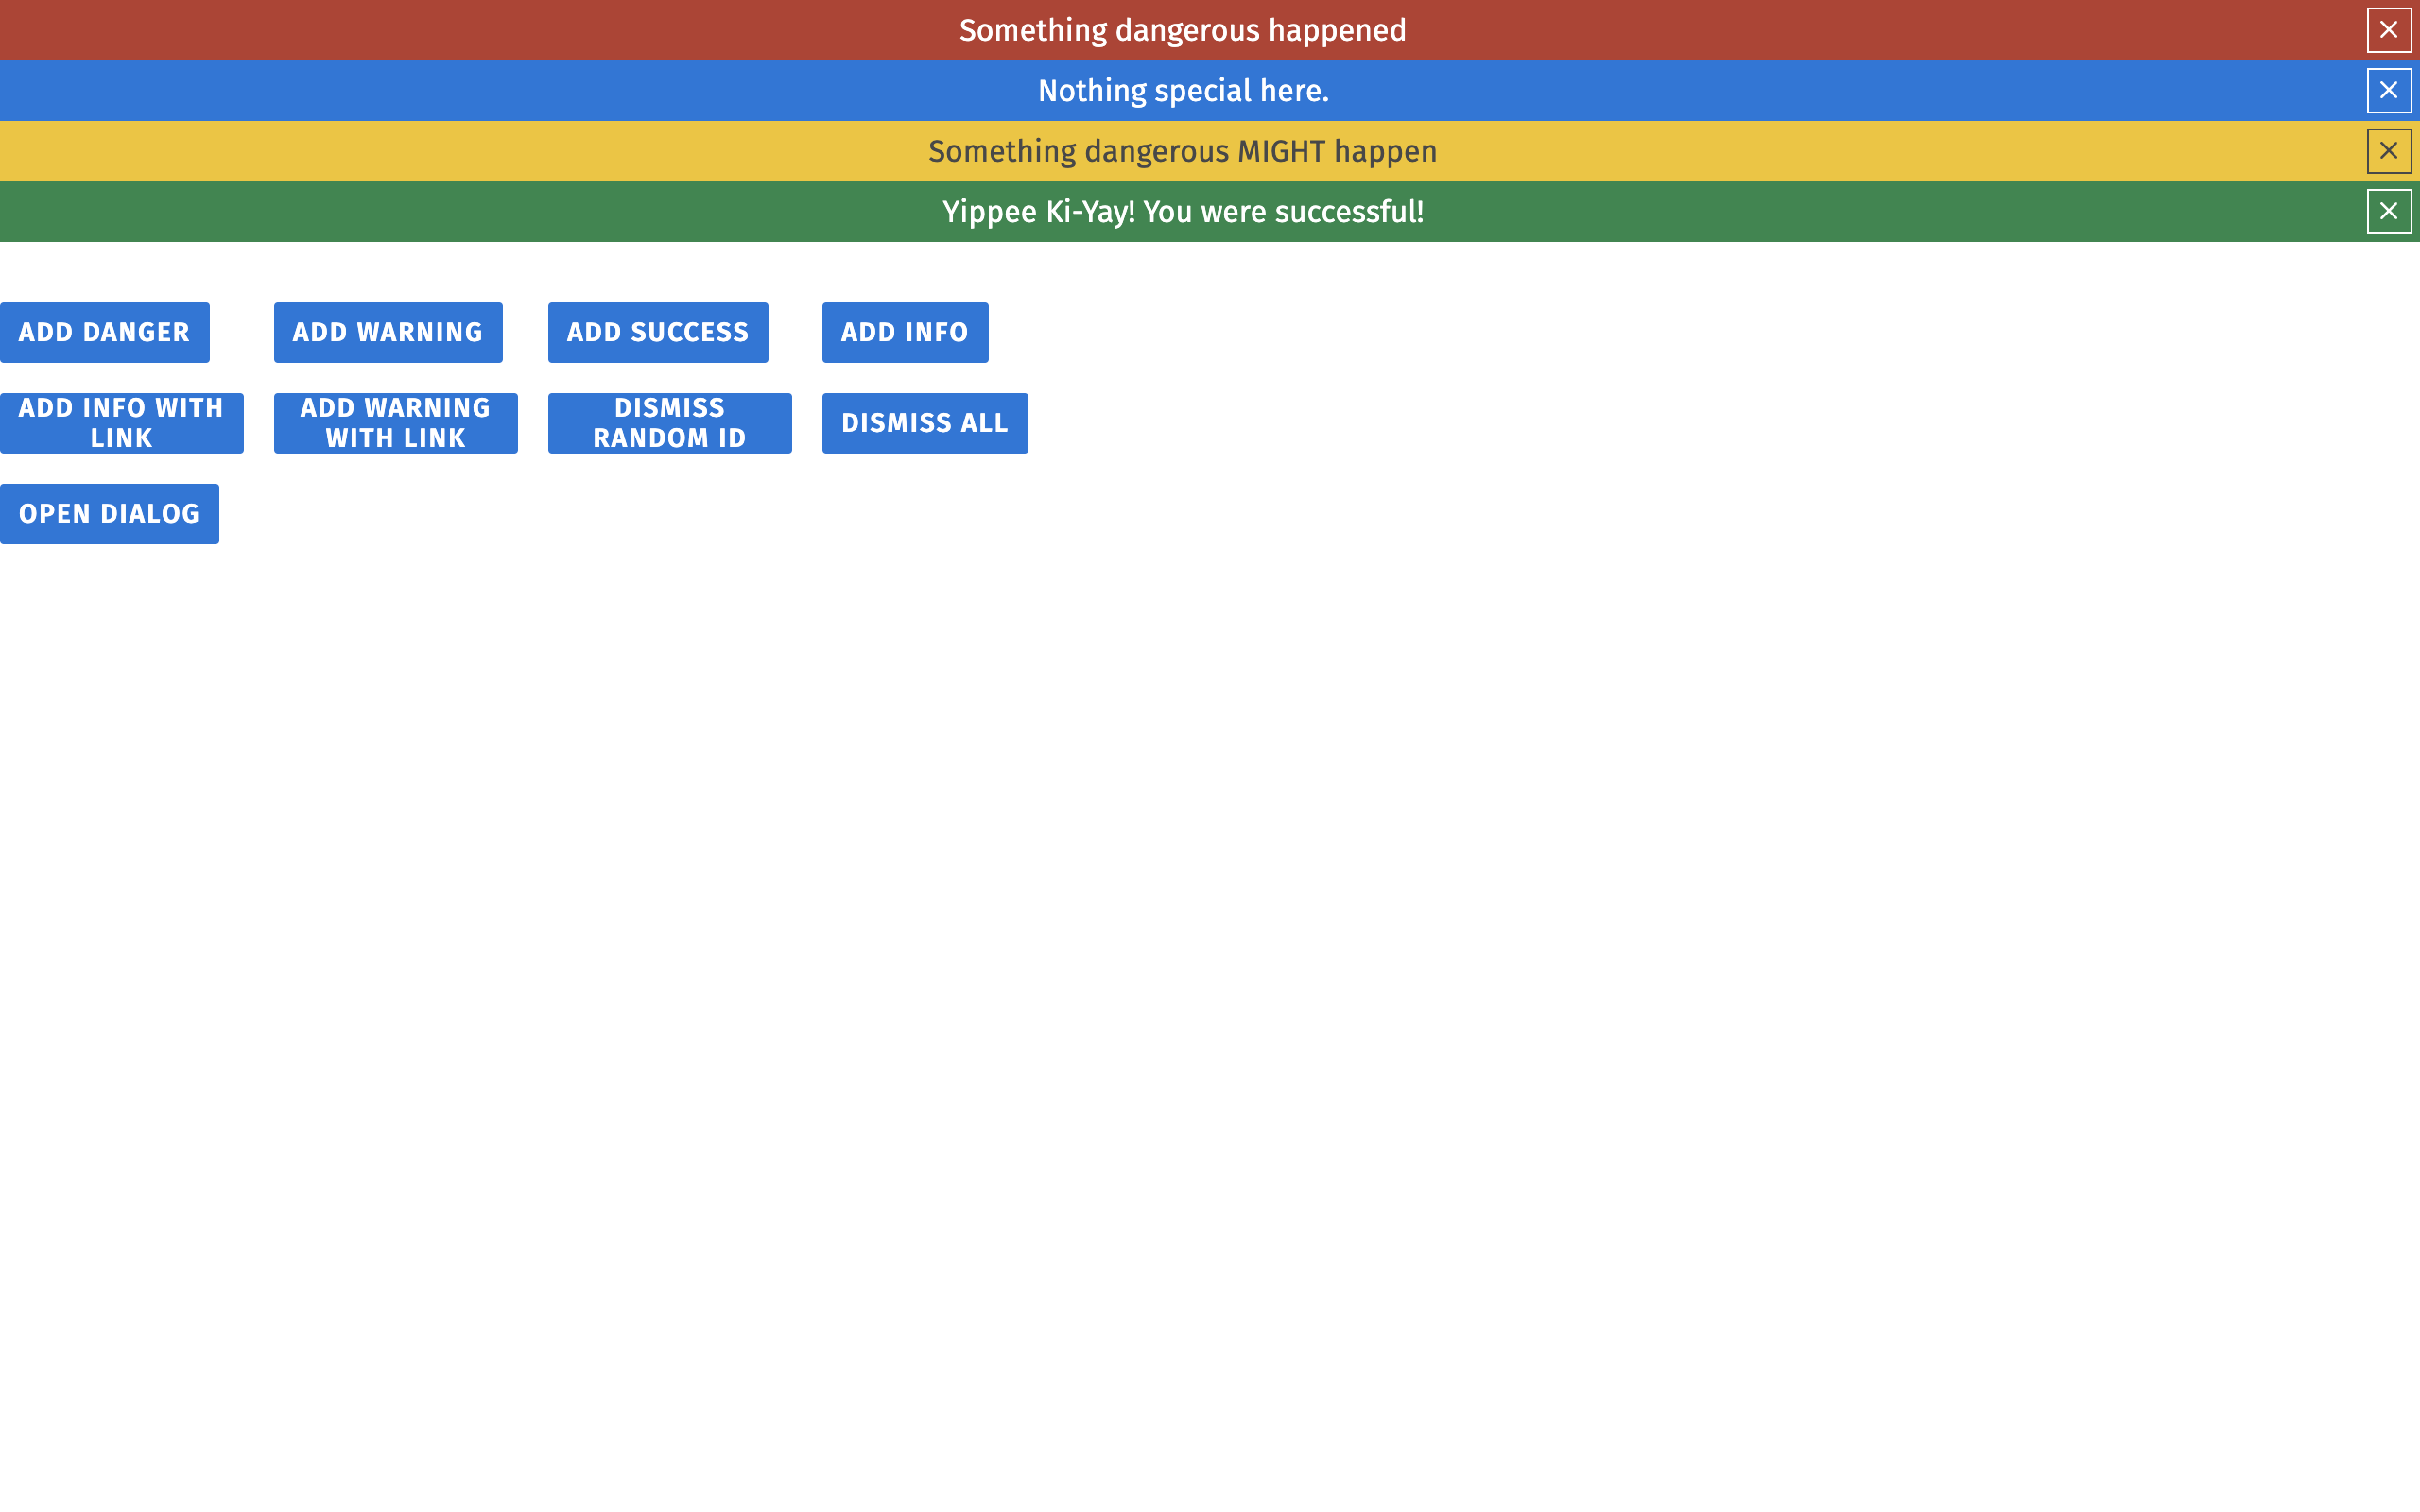 Something dangerous happened
Nothing special here.
Something dangerous MIGHT happen
Yippee Ki-Yay! You were successful!
ADD DANGER
ADD WARNING
ADD SUCCESS
ADD INFO
ADD INFO WITH
LINK
ADD WARNING
WITH LINK
DISMISS
RANDOM ID
DISMISS ALL
OPEN DIALOG